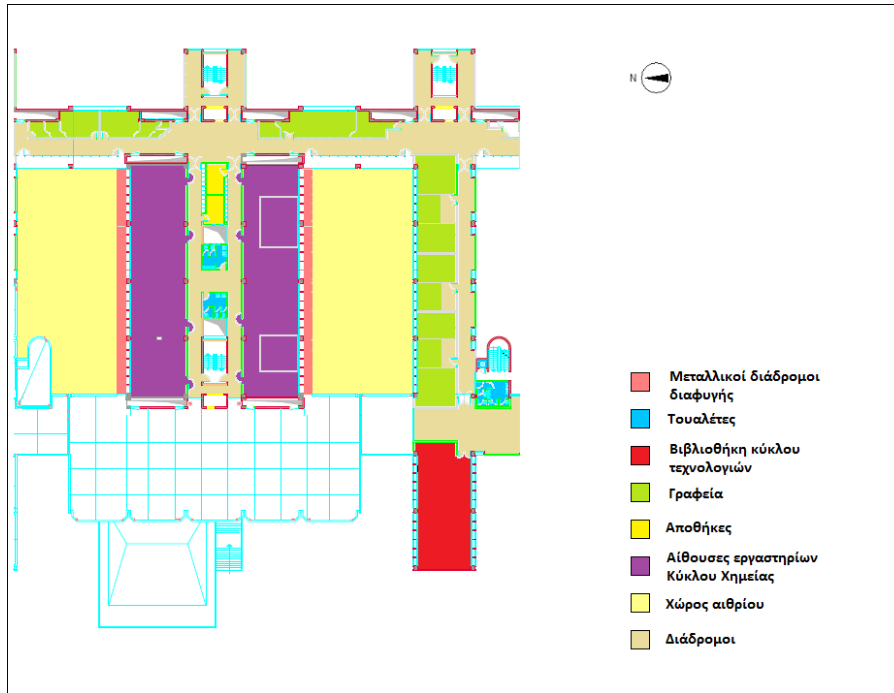 N
Μεταλλικοί διάδρομοι
διαφυγής
Τουαλέτες
Βιβλιοθήκη κύκλου
τεχνολογιών
Γραφεία
Αποθήκες
Αίθουσες εργαστηρίων
Κύκλου Χημείας
Χώρος αιθρίου
Διάδρομοι